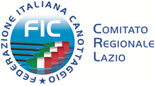 FEDERAZIONE ITALIANA CANOTTAGGIO
FIC
COMITATO
REGIONALE
LAZIO